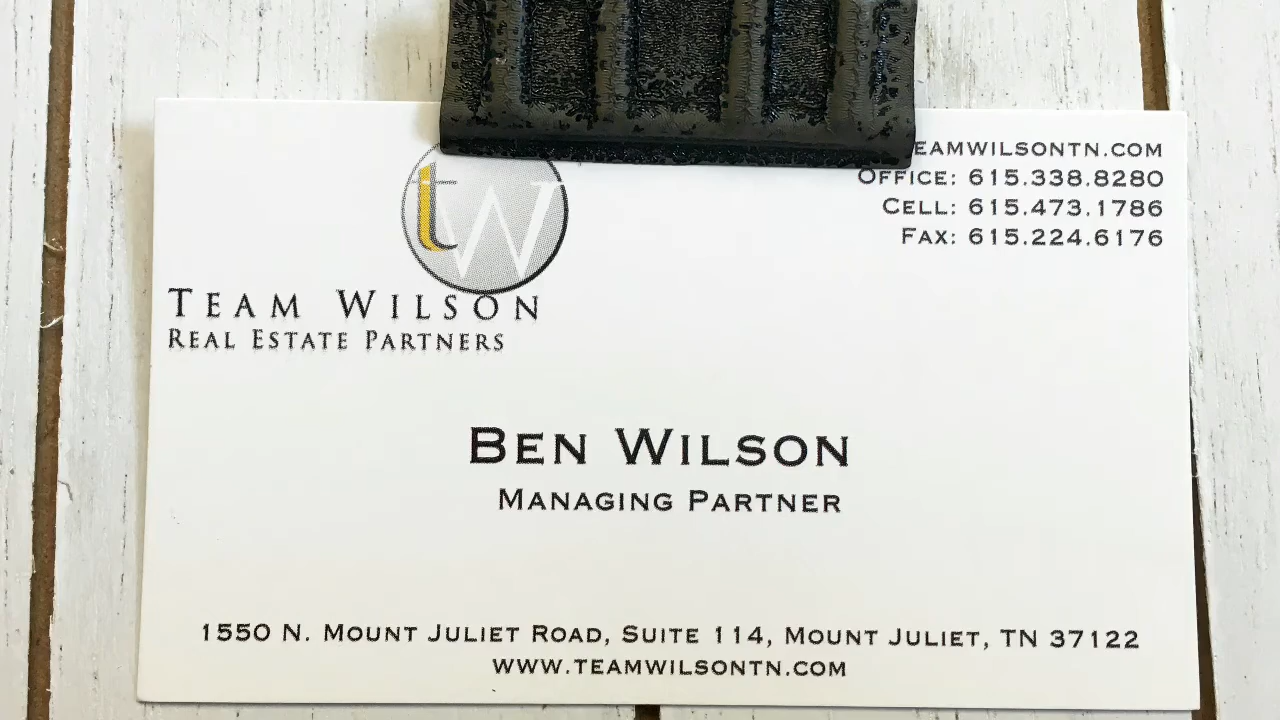 EAMWILSONTN.COM
OFFICE: 615.338.8280
CELL: 615.473.1786
FAX: 615.224.6176
tW
TEAM WILSON
REAL ESTATE PARTNERS
BEN WILSON
MANAGING PARTNER
1550 N. MOUNT JULIET ROAD, SUITE 114, MOUNT JULIET, TN 37122
WWW.TEAMWILSONTN.COM